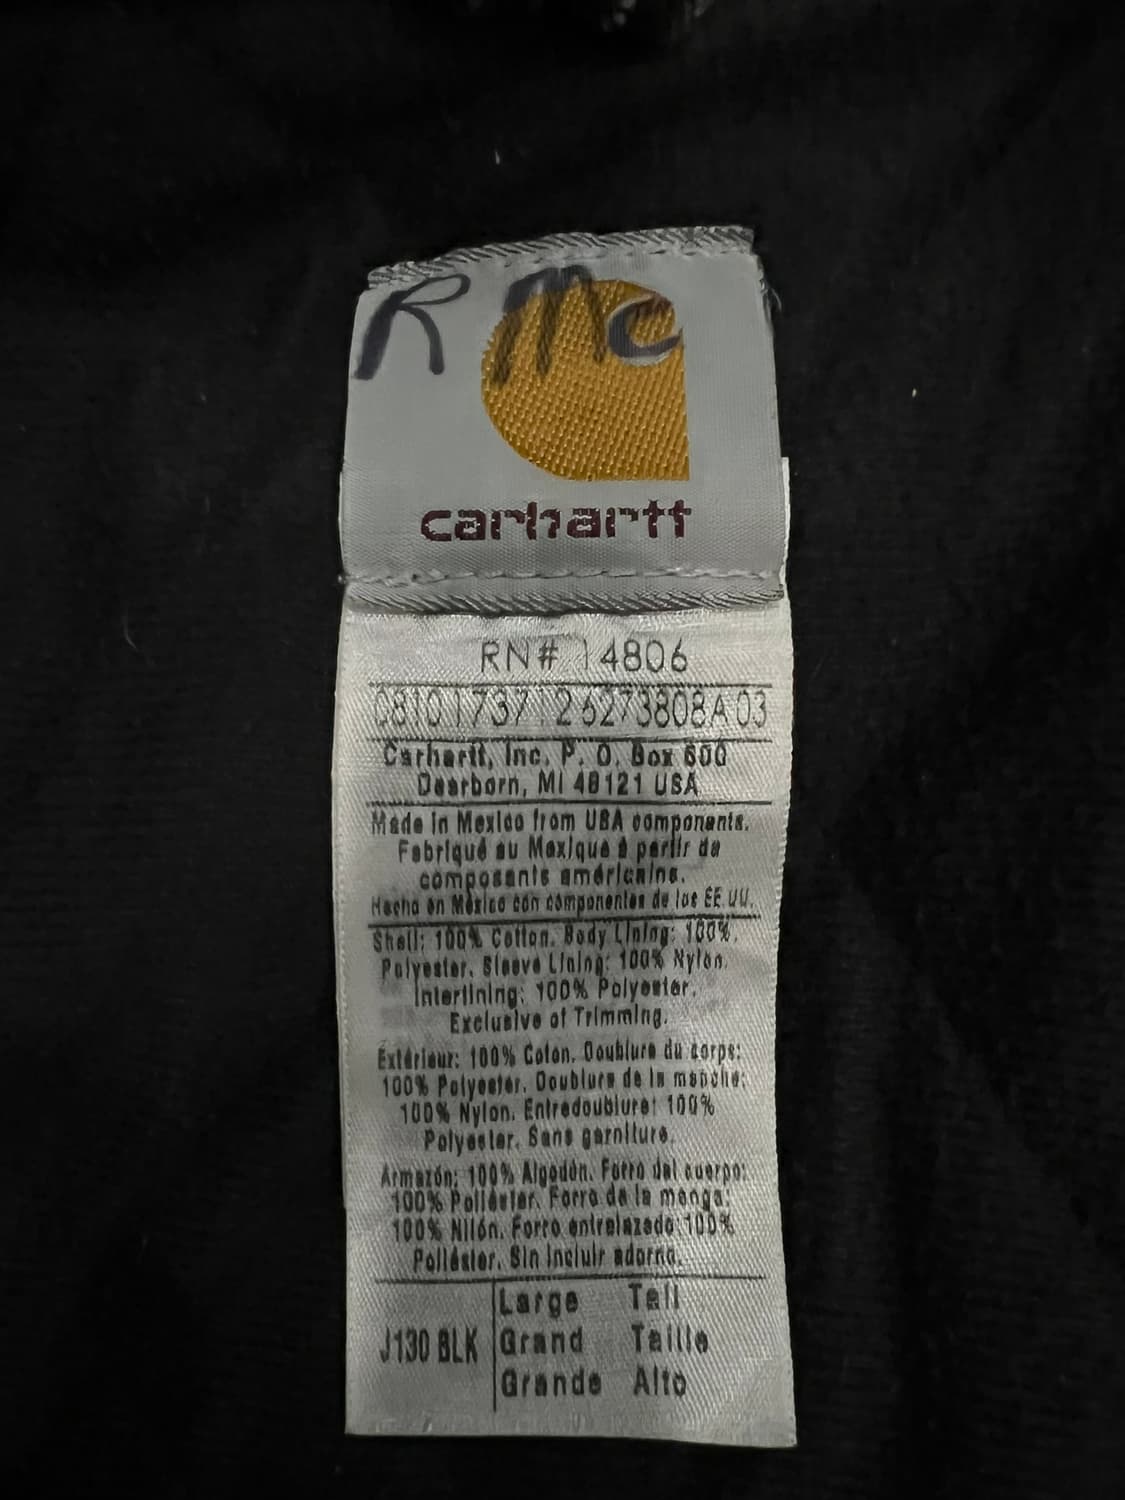 R Mc
carhartt
RN# 14806
08101737126273808A03
Carhartt, Inc. P. O. Box 600
Dearborn, MI 48121 USA
Made in Mexico from USA components.
Fabriqué au Mexique à partir de
composants américains.
Hecho en México con componentes de los EE.UU.
Shell: 100% Cotton. Body Lining: 100%
Polyester. Sleeve Lining: 100% Nylon.
Interlining: 100% Polyester.
Exclusive of Trimming.
Extérieur: 100% Coton. Doublure du corps:
100% Polyester. Doublure de la manche:
100% Nylon. Entredoublure: 100%
Polyester. Sans garniture.
Armazón: 100% Algodón. Forro del cuerpo:
100% Poliéster. Forro de la manga:
100% Nilón. Forro entrelazado: 100%
Poliéster. Sin incluir adorno.
J130 BLK
Large Tall
Grand Taille
Grande Alto